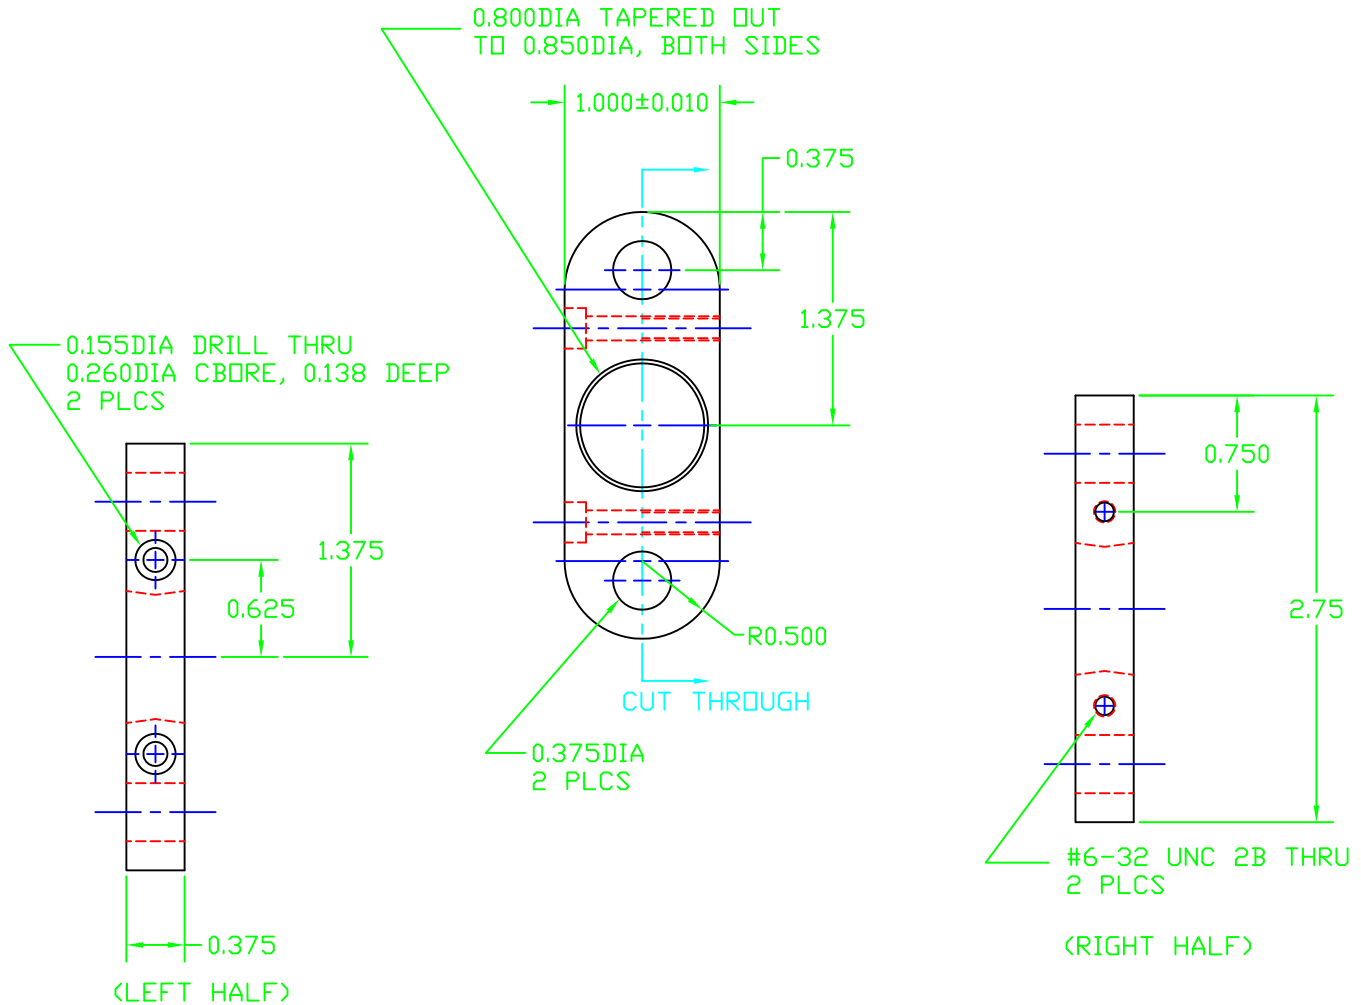 0.800DIA TAPERED OUT
TO 0.850DIA, BOTH SIDES
1.000±0.010
0.375
1.375
0.155DIA DRILL THRU
0.260DIA CBORE, 0.138 DEEP
2 PLCS
1.375
0.625
0.750
2.75
R0.500
CUT THROUGH
0.375DIA
2 PLCS
#6-32 UNC 2B THRU
2 PLCS
0.375
(RIGHT HALF)
(LEFT HALF)